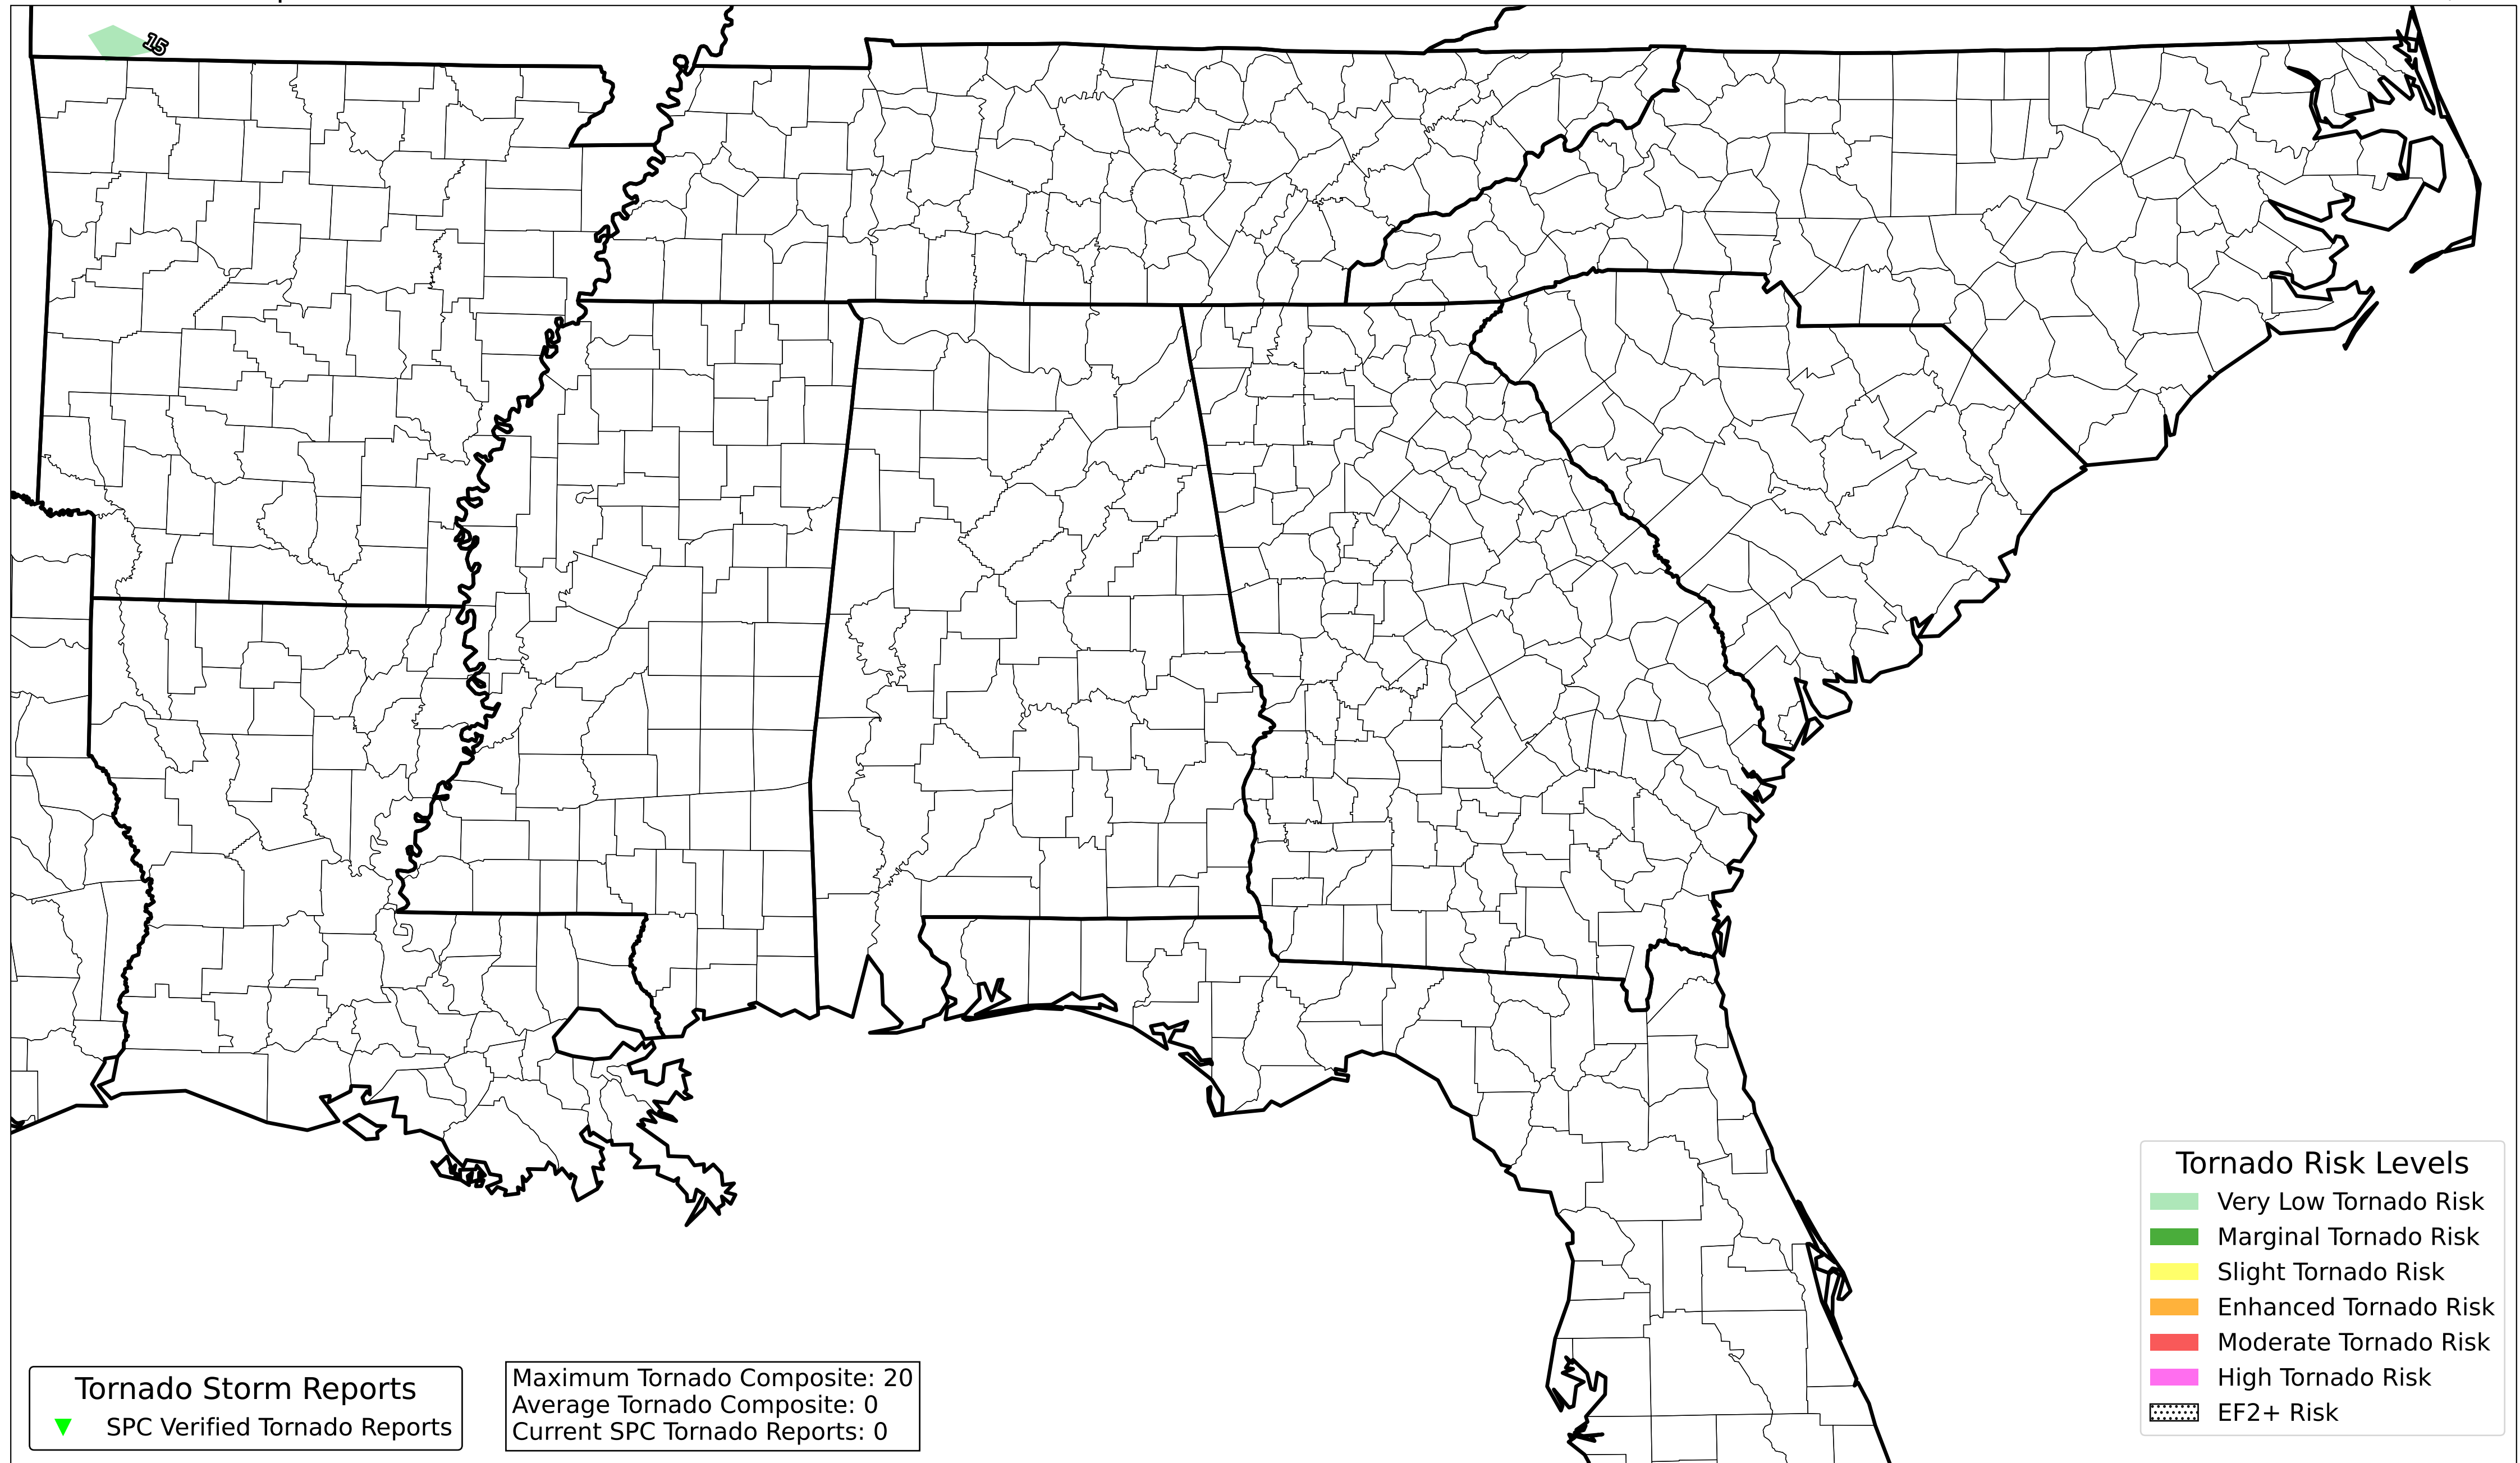 15
Tornado Risk Levels
Very Low Tornado Risk
Marginal Tornado Risk
Slight Tornado Risk
Enhanced Tornado Risk
Moderate Tornado Risk
High Tornado Risk
EF2+ Risk
Tornado Storm Reports
SPC Verified Tornado Reports
Maximum Tornado Composite: 20
Average Tornado Composite: 0
Current SPC Tornado Reports: 0